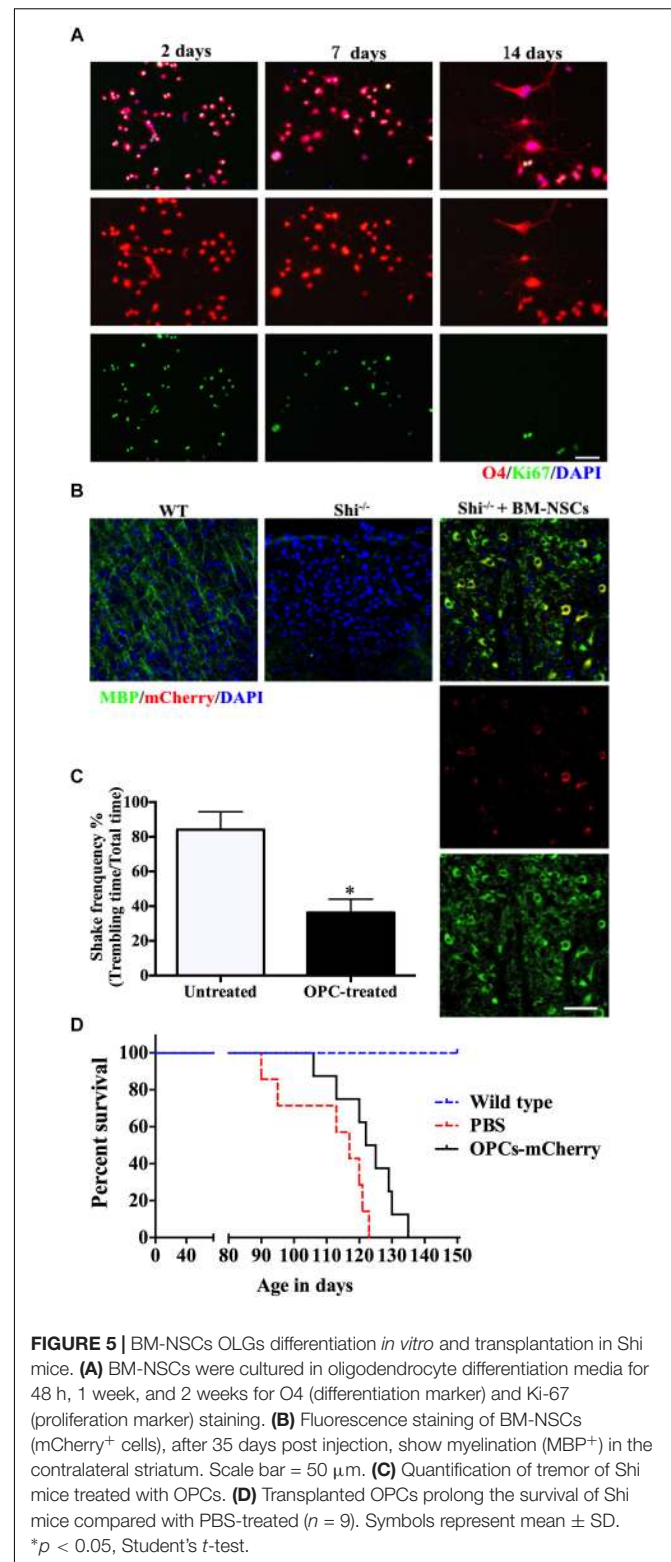 A
2 days 7 days 14 days
O4/Ki67/DAPI
B
WT Shi-/- Shi-/- + BM-NSCs
MBP/mCherry/DAPI
C
Shake frenquency %
(Trembling time/Total time)
100
80
60
40
20
0
*
Untreated OPC-treated
D
Percent survival
100
80
60
40
20
0
Wild type
PBS
OPCs-mCherry
0 40 80 90 100 110 120 130 140 150
Age in days
FIGURE 5 | BM-NSCs OLGs differentiation in vitro and transplantation in Shi
mice. (A) BM-NSCs were cultured in oligodendrocyte differentiation media for
48 h, 1 week, and 2 weeks for O4 (differentiation marker) and Ki-67
(proliferation marker) staining. (B) Fluorescence staining of BM-NSCs
(mCherry+ cells), after 35 days post injection, show myelination (MBP+) in the
contralateral striatum. Scale bar = 50 μm. (C) Quantification of tremor of Shi
mice treated with OPCs. (D) Transplanted OPCs prolong the survival of Shi
mice compared with PBS-treated (n = 9). Symbols represent mean ± SD.
*p < 0.05, Student's t-test.